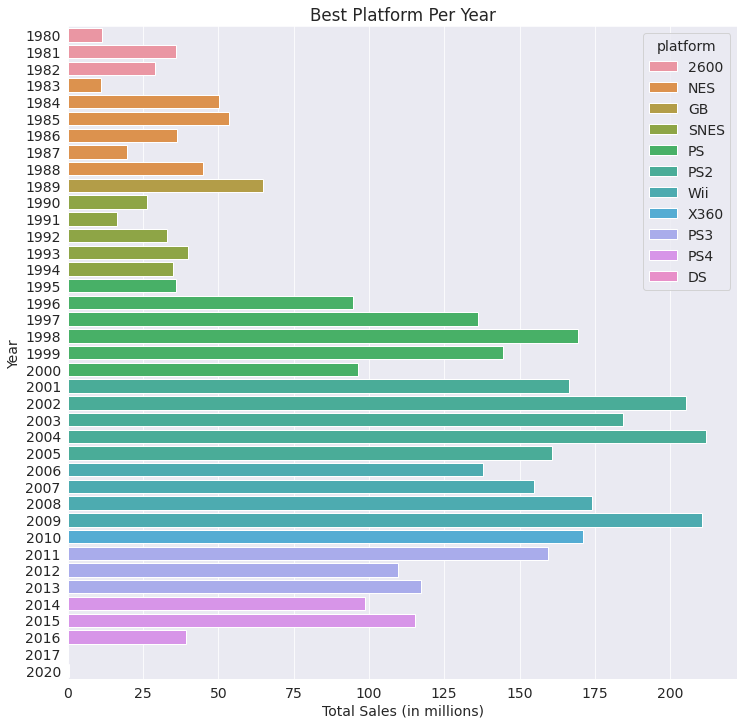 Best Platform Per Year
platform
2600
NES
GB
SNES
PS
PS2
Wii
X360
PS3
PS4
DS
Year
1980
1981
1982
1983
1984
1985
1986
1987
1988
1989
1990
1991
1992
1993
1994
1995
1996
1997
1998
1999
2000
2001
2002
2003
2004
2005
2006
2007
2008
2009
2010
2011
2012
2013
2014
2015
2016
2017
2020
0 25 50 75 100 125 150 175 200
Total Sales (in millions)